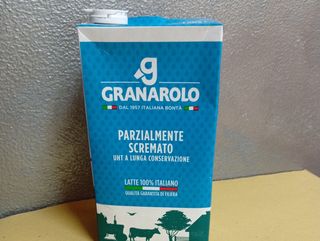 g
GRANAROLO
DAL 1957 ITALIANA BONTÀ
PARZIALMENTE
SCREMATO
UHT A LUNGA CONSERVAZIONE
LATTE 100% ITALIANO
QUALITÀ GARANTITA DI FILIERA